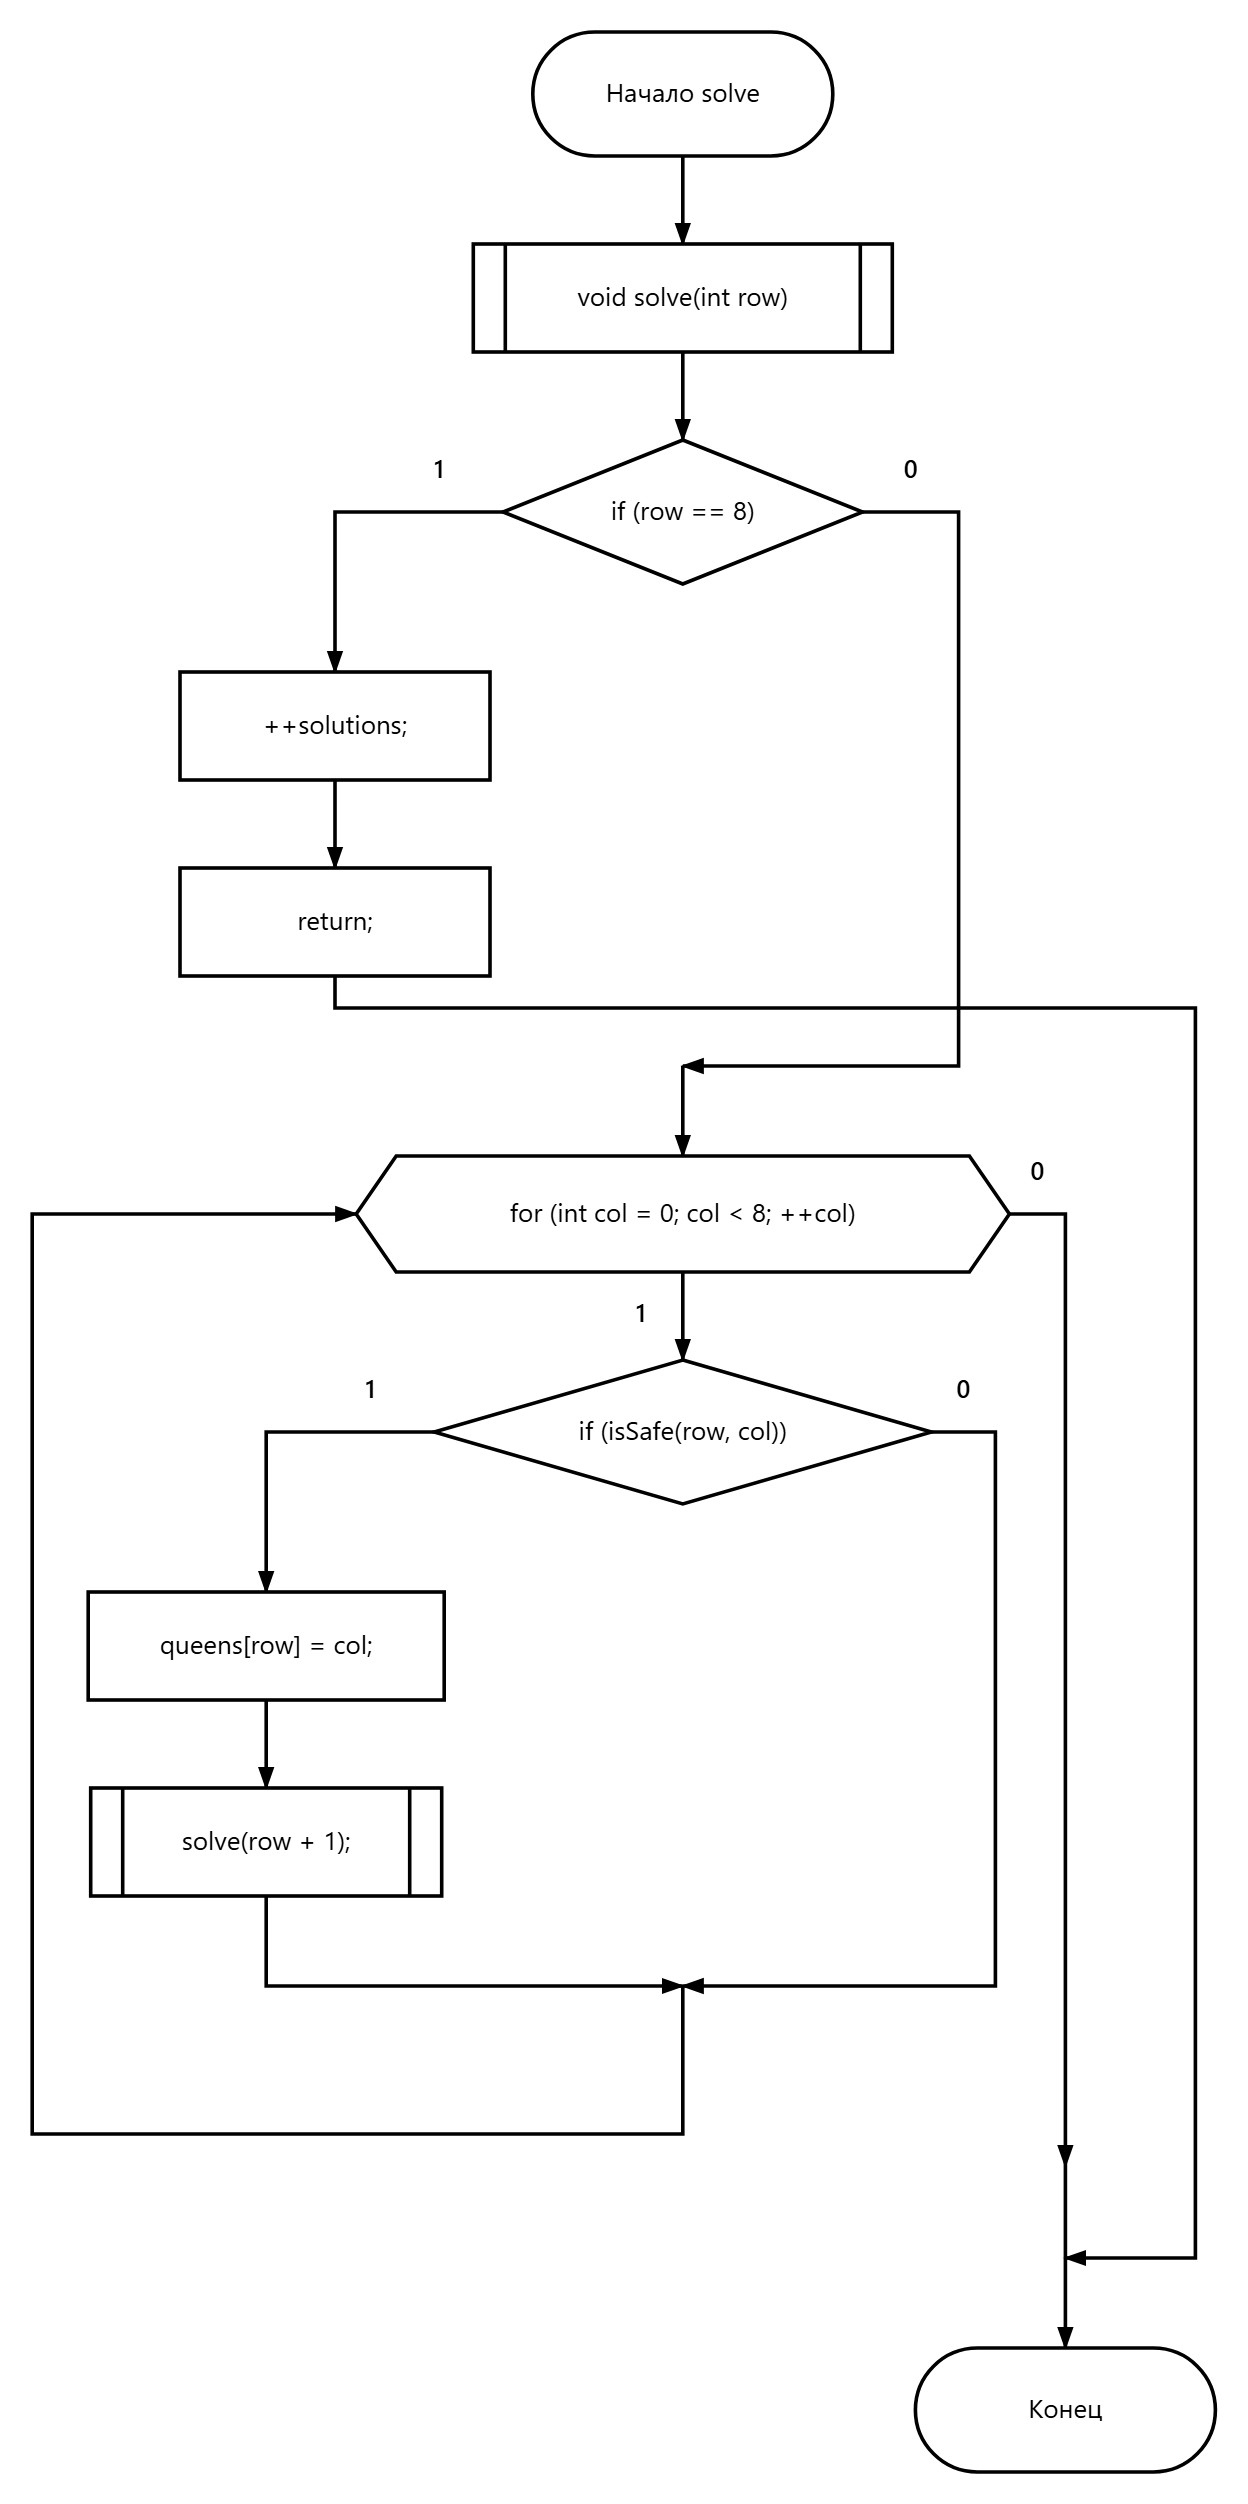 Начало solve
void solve(int row)
1
0
if (row == 8)
++solutions;
return;
0
for (int col = 0; col < 8; ++col)
1
1
0
if (isSafe(row, col))
queens[row] = col;
solve(row + 1);
Конец